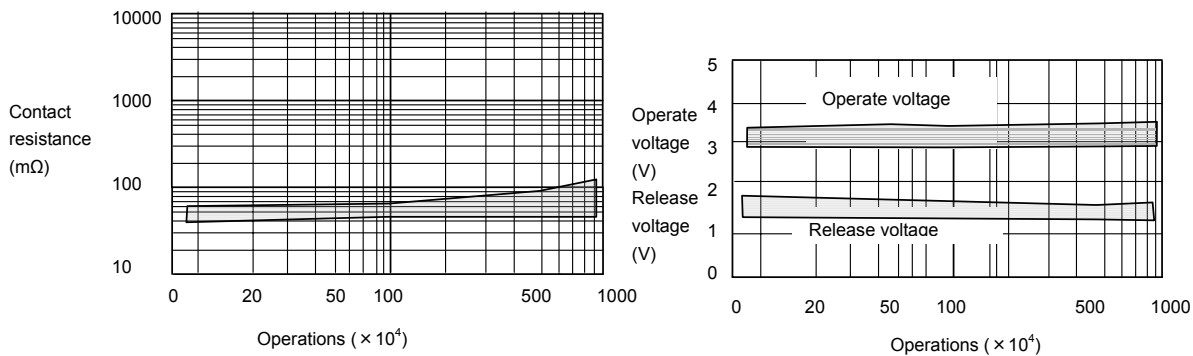 10000
1000
100
10
Contact
resistance
(mΩ)
0 20 50 100 500 1000
Operations ( × 10⁴)
5
4
3
2
1
0
Operate
voltage
(V)
Release
voltage
(V)
Operate voltage
Release voltage
0 20 50 100 500 1000
Operations ( × 10⁴)